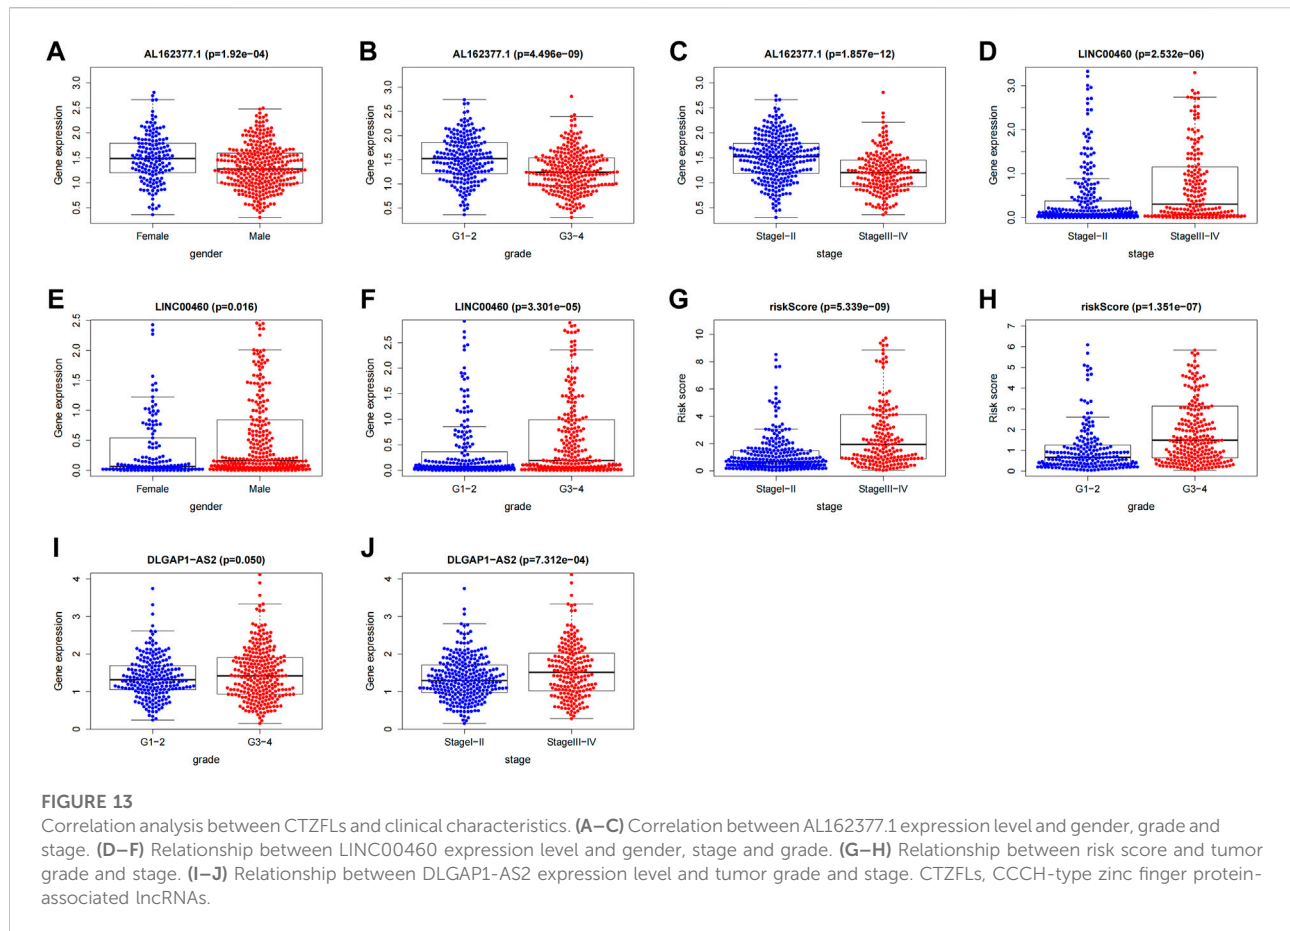 A
AL162377.1 (p=1.92e−04)
Gene expression
3.0
2.5
2.0
1.5
1.0
0.5
Female
Male
gender
B
AL162377.1 (p=4.496e−09)
Gene expression
3.0
2.5
2.0
1.5
1.0
0.5
G1−2
G3−4
grade
C
AL162377.1 (p=1.857e−12)
Gene expression
3.0
2.5
2.0
1.5
1.0
0.5
StageI−II
StageIII−IV
stage
D
LINC00460 (p=2.532e−06)
Gene expression
3.0
2.0
1.0
0.0
StageI−II
StageIII−IV
stage
E
LINC00460 (p=0.016)
Gene expression
2.5
2.0
1.5
1.0
0.5
0.0
Female
Male
gender
F
LINC00460 (p=3.301e−05)
Gene expression
2.5
2.0
1.5
1.0
0.5
0.0
G1−2
G3−4
grade
G
riskScore (p=5.339e−09)
Risk score
10
8
6
4
2
0
StageI−II
StageIII−IV
stage
H
riskScore (p=1.351e−07)
Risk score
7
6
5
4
3
2
1
0
G1−2
G3−4
grade
I
DLGAP1−AS2 (p=0.050)
Gene expression
4
3
2
1
0
G1−2
G3−4
grade
J
DLGAP1−AS2 (p=7.312e−04)
Gene expression
4
3
2
1
0
StageI−II
StageIII−IV
stage
FIGURE 13
Correlation analysis between CTZFLs and clinical characteristics. (A–C) Correlation between AL162377.1 expression level and gender, grade and
stage. (D–F) Relationship between LINC00460 expression level and gender, stage and grade. (G–H) Relationship between risk score and tumor
grade and stage. (I–J) Relationship between DLGAP1-AS2 expression level and tumor grade and stage. CTZFLs, CCCH-type zinc finger protein-
associated lncRNAs.